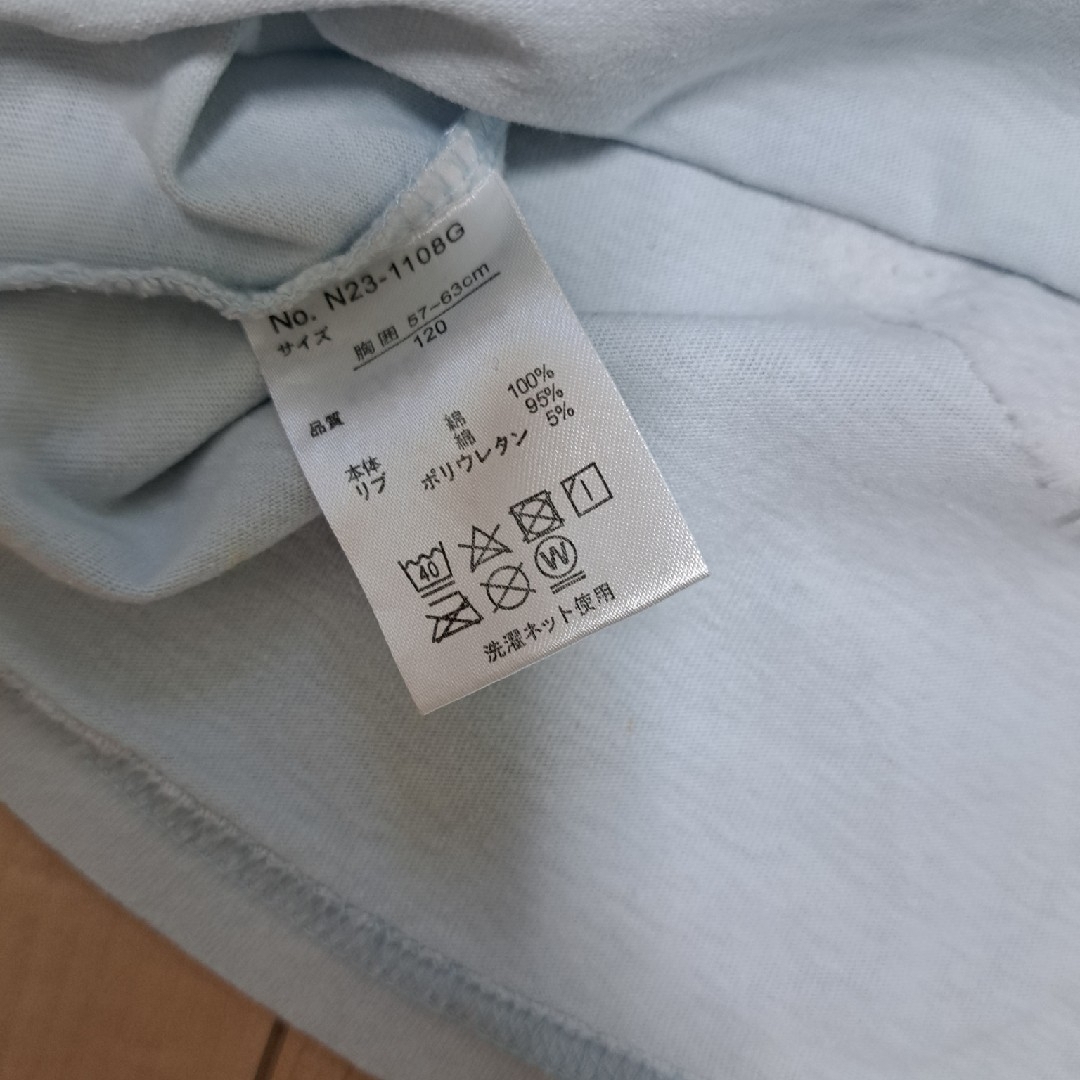 No. N23-1108G
サイズ 胸囲 57-63cm
120
品質
本体 綿 100%
リブ 綿 95%
ポリウレタン 5%
40
W
洗濯ネット使用